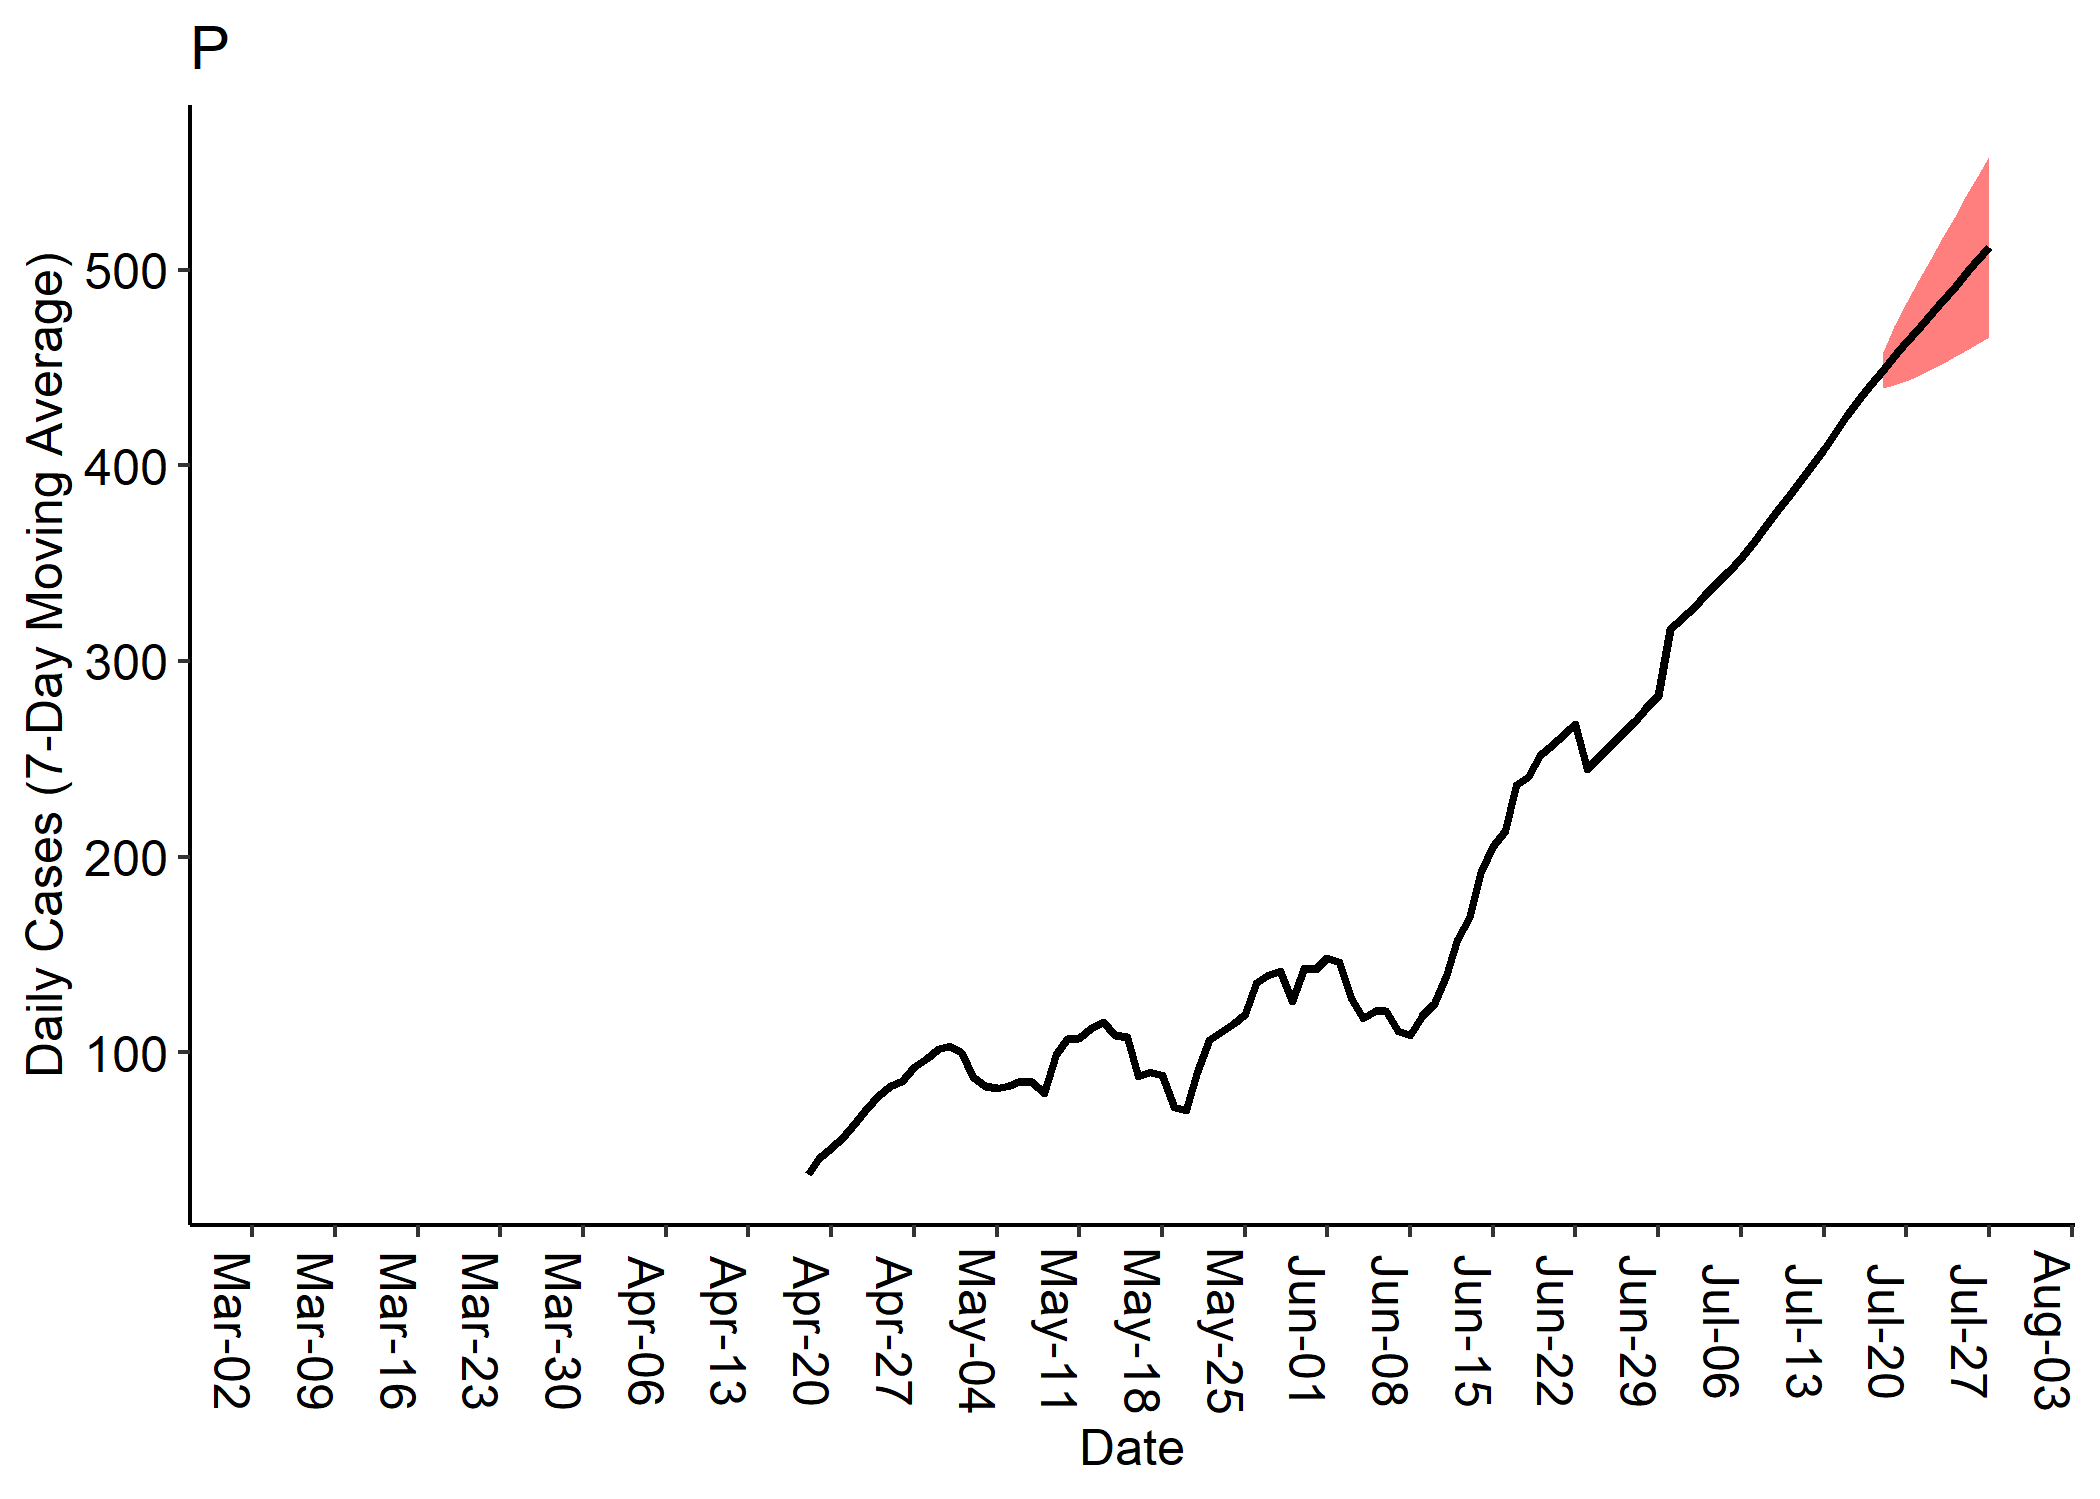 P
Daily Cases (7-Day Moving Average)
500
400
300
200
100
Mar-02
Mar-09
Mar-16
Mar-23
Mar-30
Apr-06
Apr-13
Apr-20
Apr-27
May-04
May-11
May-18
May-25
Jun-01
Jun-08
Jun-15
Jun-22
Jun-29
Jul-06
Jul-13
Jul-20
Jul-27
Aug-03
Date